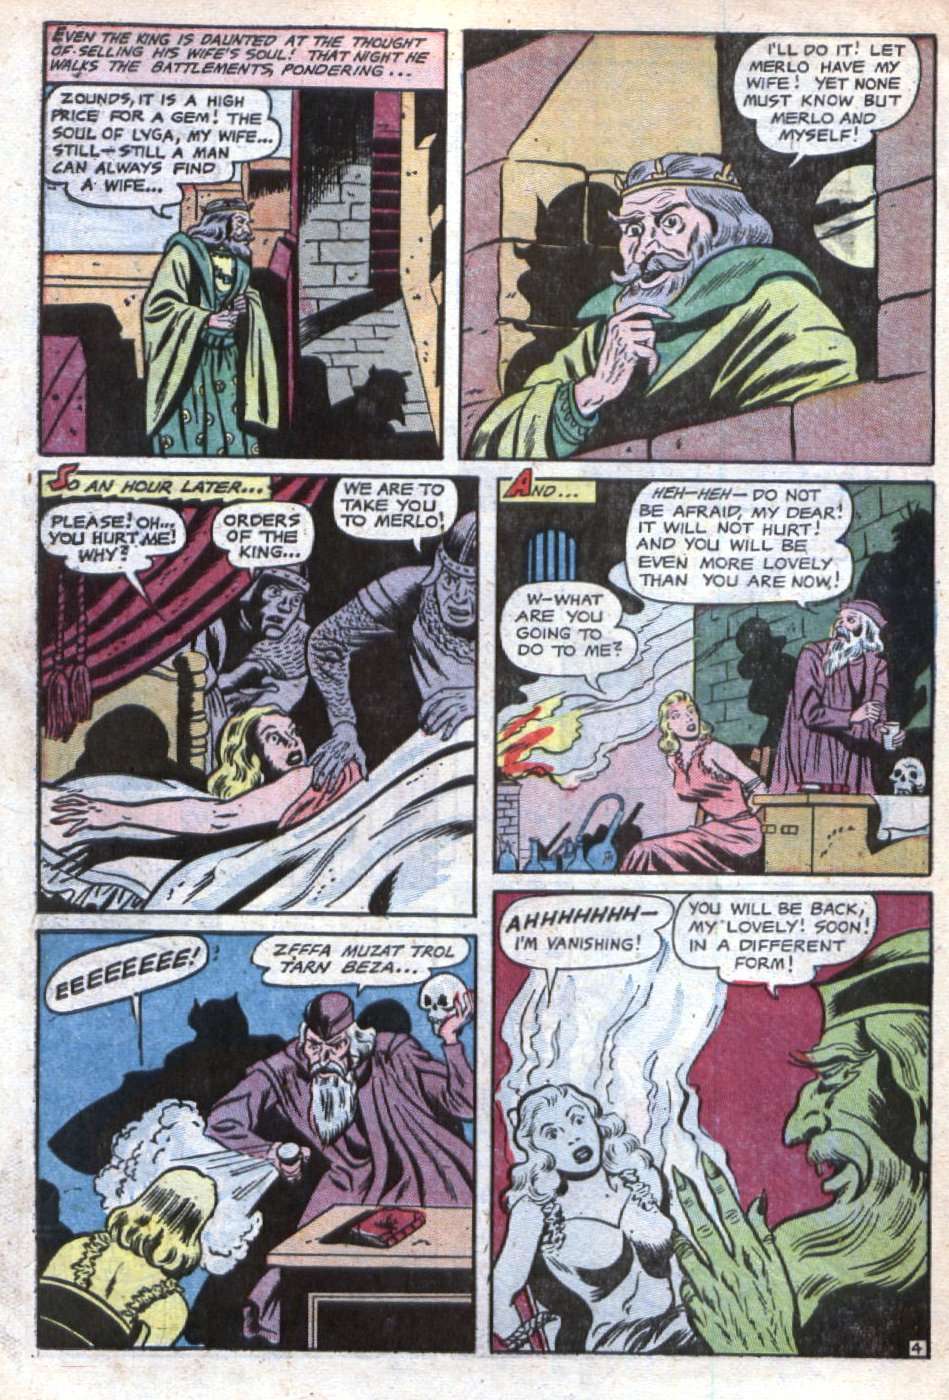 EVEN THE KING IS DAUNTED AT THE THOUGHT
OF SELLING HIS WIFE'S SOUL! THAT NIGHT HE
WALKS THE BATTLEMENTS, PONDERING...
ZOUNDS, IT IS A HIGH
PRICE FOR A GEM! THE
SOUL OF LYGA, MY WIFE...
STILL-STILL A MAN
CAN ALWAYS FIND
A WIFE...
I'LL DO IT! LET
MERLO HAVE MY
WIFE! YET NONE
MUST KNOW BUT
MERLO AND
MYSELF!
SO AN HOUR LATER...
PLEASE! OH...
YOU HURT ME!
WHY?
ORDERS
OF THE
KING...
WE ARE TO
TAKE YOU
TO MERLO!
AND...
HEH-HEH- DO NOT
BE AFRAID, MY DEAR!
IT WILL NOT HURT!
AND YOU WILL BE
EVEN MORE LOVELY
THAN YOU ARE NOW!
W-WHAT
ARE YOU
GOING TO
DO TO ME?
EEEEEEEE!
ZFFFA MUZAT TROL
TARN BEZA...
AHHHHHHH-
I'M VANISHING!
YOU WILL BE BACK,
MY LOVELY! SOON!
IN A DIFFERENT
FORM!
4